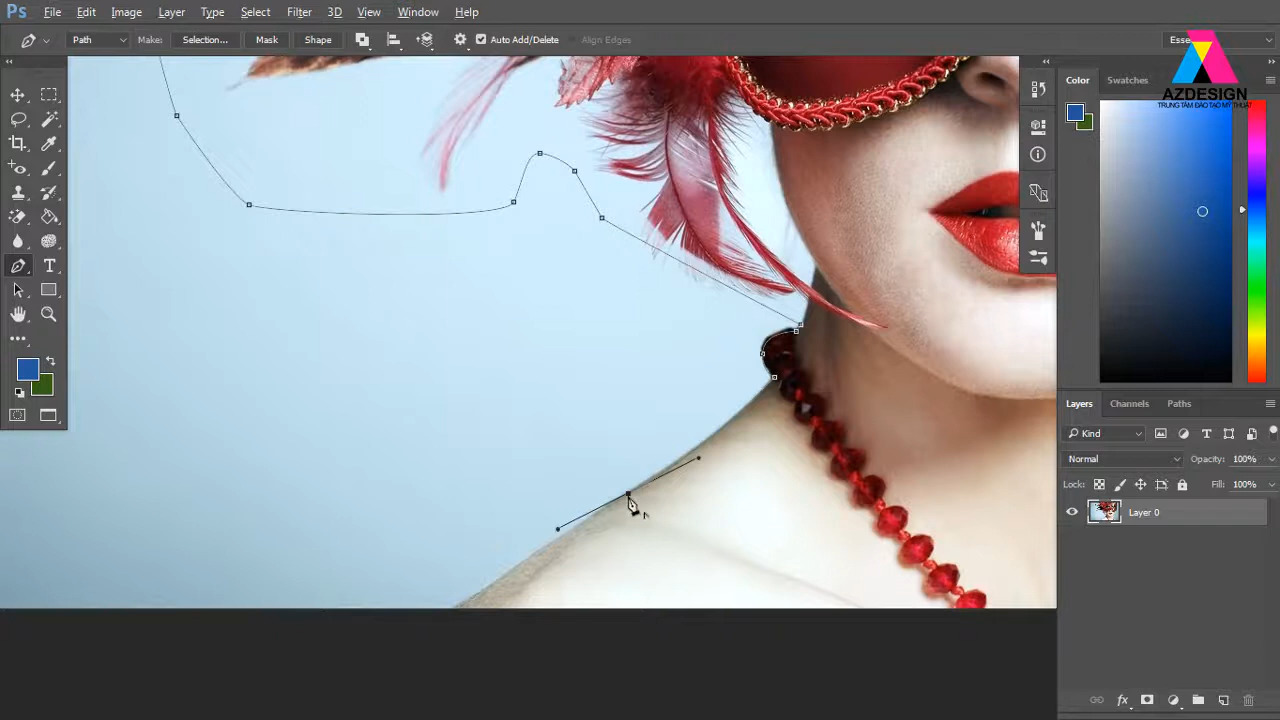 Ps File Edit Image Layer Type Select Filter 3D View Window Help
Path Make: Selection... Mask Shape Auto Add/Delete Align Edges Esse
AZDESIGN
TRUNG TÂM ĐÀO TẠO MỸ THUẬT
Color Swatches
T
Layers Channels Paths
Kind
Normal Opacity: 100%
Lock: Fill: 100%
Layer 0
fx